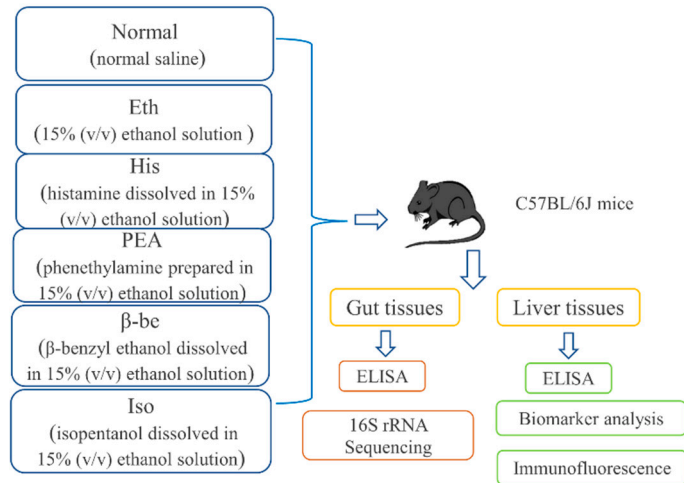 Normal
(normal saline)
Eth
(15% (v/v) ethanol solution )
His
(histamine dissolved in 15%
(v/v) ethanol solution)
PEA
(phenethylamine prepared in
15% (v/v) ethanol solution)
β-be
(β-benzyl ethanol dissolved
in 15% (v/v) ethanol solution)
Iso
(isopentanol dissolved in
15% (v/v) ethanol solution)
C57BL/6J mice
Gut tissues
Liver tissues
ELISA
ELISA
16S rRNA
Sequencing
Biomarker analysis
Immunofluorescence